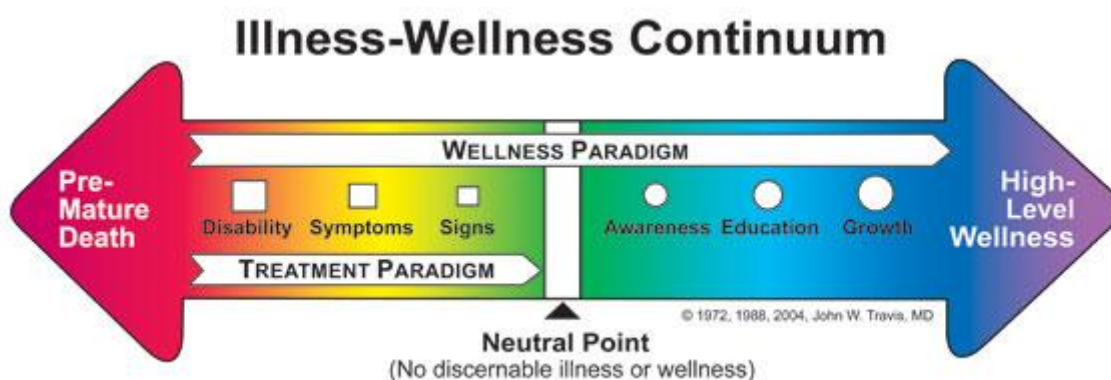 Illness-Wellness Continuum
WELLNESS PARADIGM
Pre-
Mature
Death
Disability Symptoms Signs
Awareness Education Growth
High-
Level
Wellness
TREATMENT PARADIGM
© 1972, 1988, 2004, John W. Travis, MD
Neutral Point
(No discernable illness or wellness)